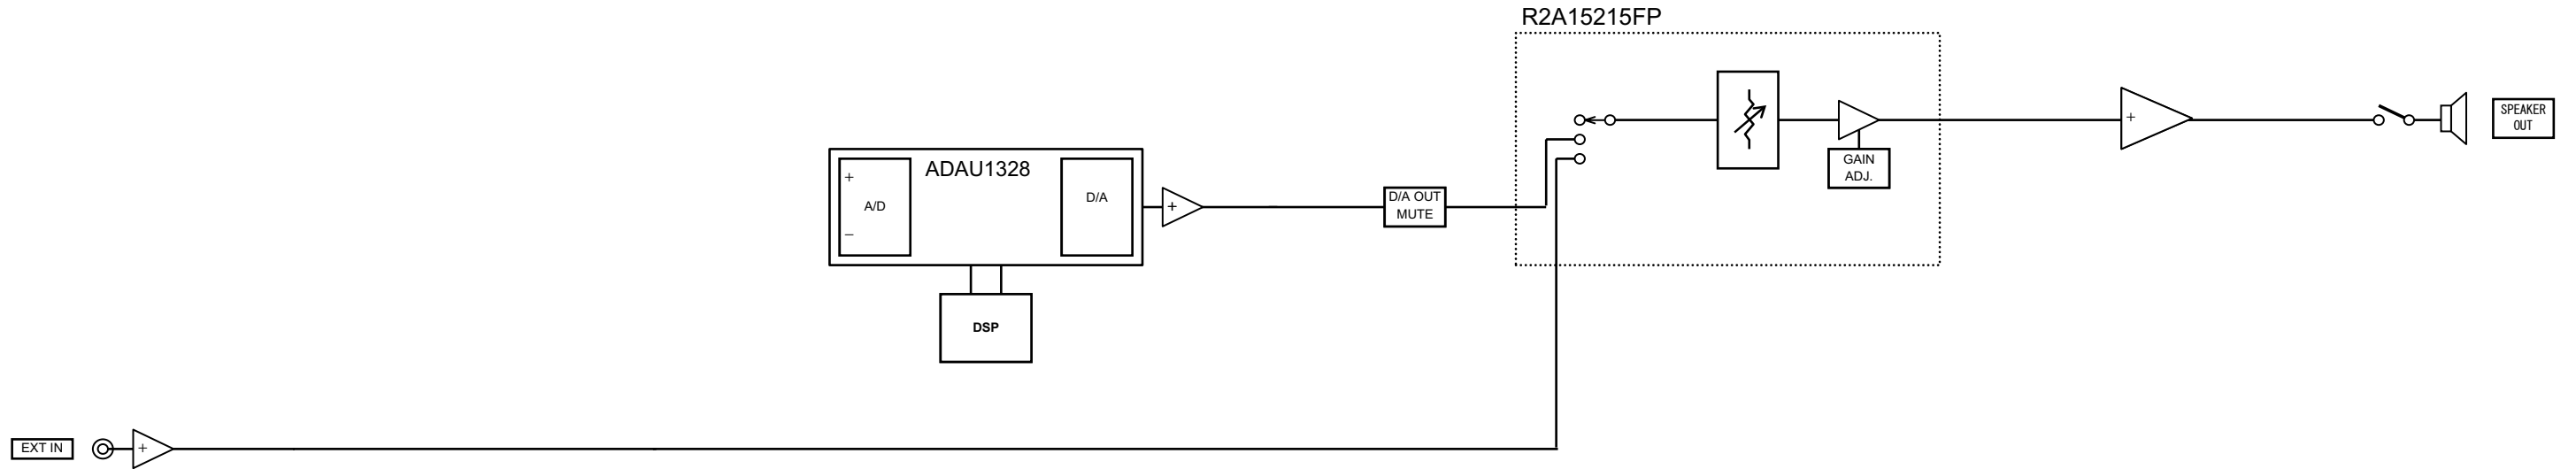 R2A15215FP
SPEAKER
OUT
GAIN
ADJ.
ADAU1328
+
A/D
−
D/A
+
D/A OUT
MUTE
+
DSP
EXT IN
+